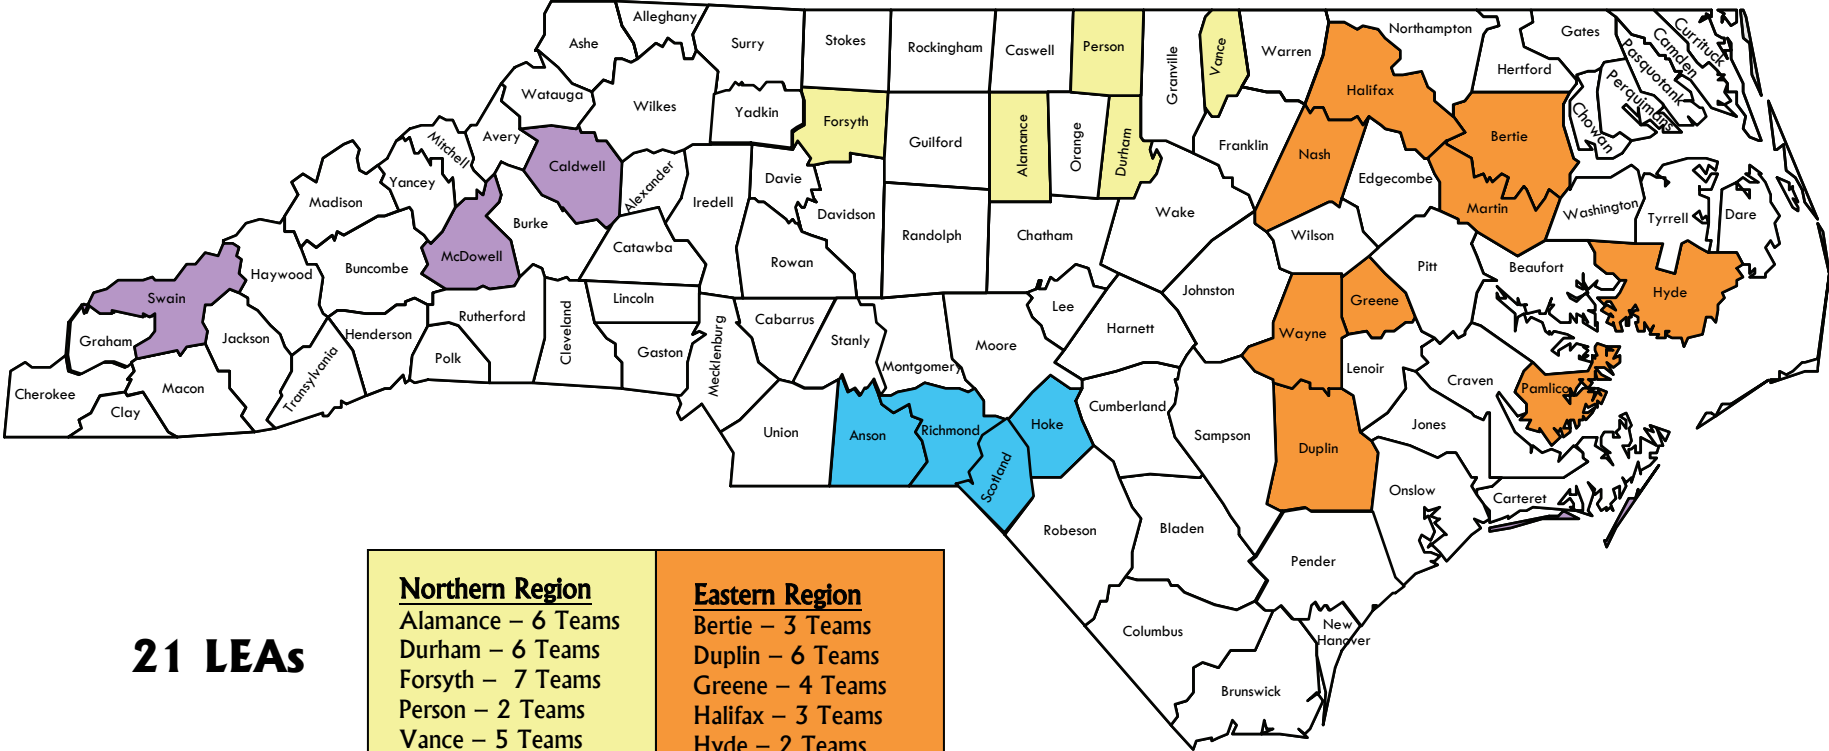 Alleghany
Ashe
Surry
Stokes
Rockingham
Caswell
Person
Granville
Vance
Warren
Northampton
Gates
Currituck
Camden
Pasquotank
Perquimans
Chowan
Hertford
Halifax
Bertie
Watauga
Wilkes
Yadkin
Forsyth
Guilford
Alamance
Orange
Durham
Franklin
Nash
Edgecombe
Martin
Washington
Tyrrell
Dare
Mitchell
Avery
Caldwell
Alexander
Iredell
Davie
Davidson
Randolph
Chatham
Wake
Wilson
Pitt
Beaufort
Hyde
Madison
Yancey
McDowell
Burke
Catawba
Rowan
Johnston
Greene
Wayne
Swain
Haywood
Buncombe
Rutherford
Cleveland
Lincoln
Gaston
Mecklenburg
Cabarrus
Stanly
Montgomery
Moore
Lee
Harnett
Lenoir
Craven
Pamlico
Graham
Jackson
Henderson
Transylvania
Polk
Cherokee
Clay
Macon
Union
Anson
Richmond
Scotland
Hoke
Cumberland
Sampson
Duplin
Jones
Onslow
Carteret
Robeson
Bladen
Pender
Columbus
New
Hanover
Brunswick
21 LEAs
Northern Region
Alamance – 6 Teams
Durham – 6 Teams
Forsyth – 7 Teams
Person – 2 Teams
Vance – 5 Teams
Eastern Region
Bertie – 3 Teams
Duplin – 6 Teams
Greene – 4 Teams
Halifax – 3 Teams
Hyde – 2 Teams